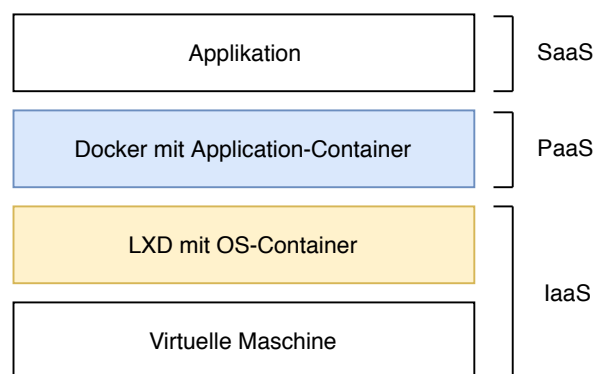 Applikation
SaaS
Docker mit Application-Container
PaaS
LXD mit OS-Container
IaaS
Virtuelle Maschine